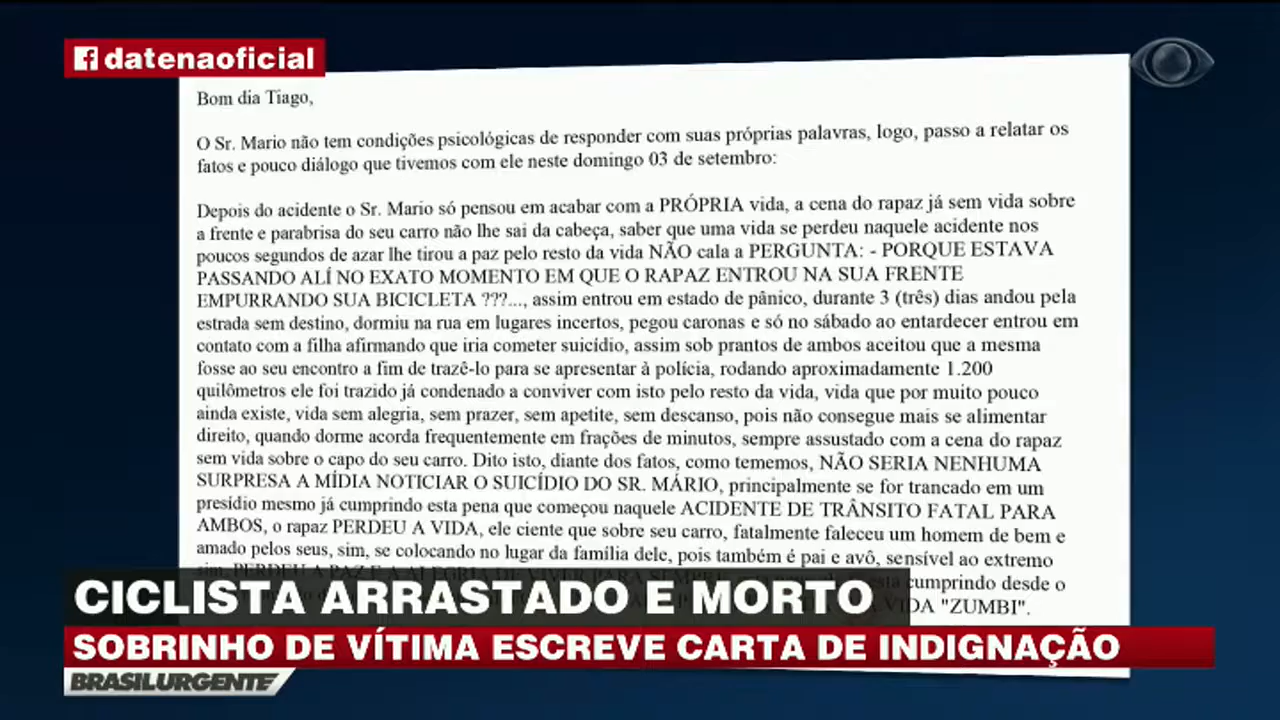 datenaoficial
Bom dia Tiago,
O Sr. Mario não tem condições psicológicas de responder com suas próprias palavras, logo, passo a relatar os
fatos e pouco diálogo que tivemos com ele neste domingo 03 de setembro:
Depois do acidente o Sr. Mario só pensou em acabar com a PRÓPRIA vida, a cena do rapaz já sem vida sobre
a frente e parabrisa do seu carro não lhe sai da cabeça, saber que uma vida se perdeu naquele acidente nos
poucos segundos de azar lhe tirou a paz pelo resto da vida NÃO cala a PERGUNTA: - PORQUE ESTAVA
PASSANDO ALÍ NO EXATO MOMENTO EM QUE O RAPAZ ENTROU NA SUA FRENTE
EMPURRANDO SUA BICICLETA ???..., assim entrou em estado de pânico, durante 3 (três) dias andou pela
estrada sem destino, dormiu na rua em lugares incertos, pegou caronas e só no sábado ao entardecer entrou em
contato com a filha afirmando que iria cometer suicídio, assim sob prantos de ambos aceitou que a mesma
fosse ao seu encontro a fim de trazê-lo para se apresentar à polícia, rodando aproximadamente 1.200
quilômetros ele foi trazido já condenado a conviver com isto pelo resto da vida, vida que por muito pouco
ainda existe, vida sem alegria, sem prazer, sem apetite, sem descanso, pois não consegue mais se alimentar
direito, quando dorme acorda frequentemente em frações de minutos, sempre assustado com a cena do rapaz
sem vida sobre o capo do seu carro. Dito isto, diante dos fatos, como tememos, NÃO SERIA NENHUMA
SURPRESA A MÍDIA NOTICIAR O SUICÍDIO DO SR. MÁRIO, principalmente se for trancado em um
presídio mesmo já cumprindo esta pena que começou naquele ACIDENTE DE TRÂNSITO FATAL PARA
AMBOS, o rapaz PERDEU A VIDA, ele ciente que sobre seu carro, fatalmente faleceu um homem de bem e
amado pelos seus, sim, se colocando no lugar da família dele, pois também é pai e avô, sensível ao extremo
sim, PERDEU A PAZ E A ALEGRIA DE VIVER PARA SEMPRE cumprindo desde o
VIDA "ZUMBI".
CICLISTA ARRASTADO E MORTO
SOBRINHO DE VÍTIMA ESCREVE CARTA DE INDIGNAÇÃO
BRASILURGENTE